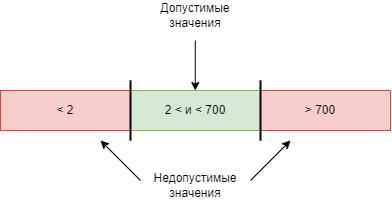 Допустимые
значения
< 2
2 < и < 700
> 700
Недопустимые
значения